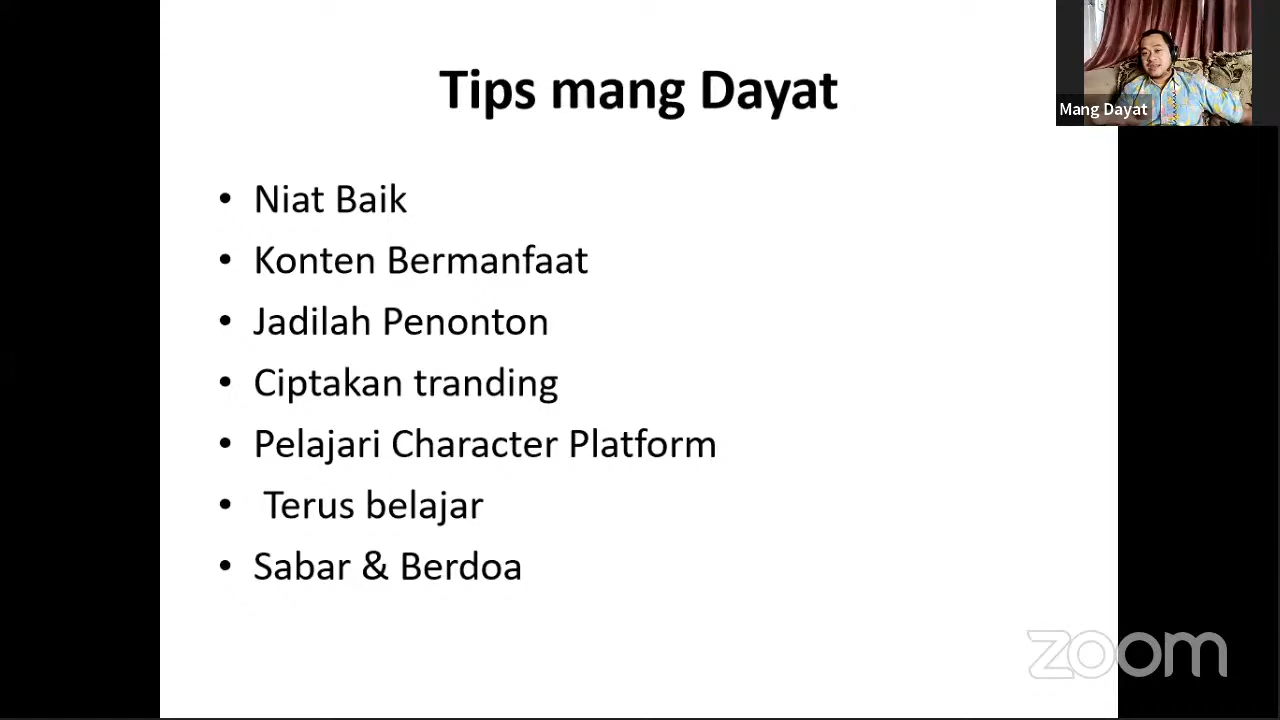 Tips mang Dayat
Mang Dayat
• Niat Baik
• Konten Bermanfaat
• Jadilah Penonton
• Ciptakan tranding
• Pelajari Character Platform
• Terus belajar
• Sabar & Berdoa
zoom